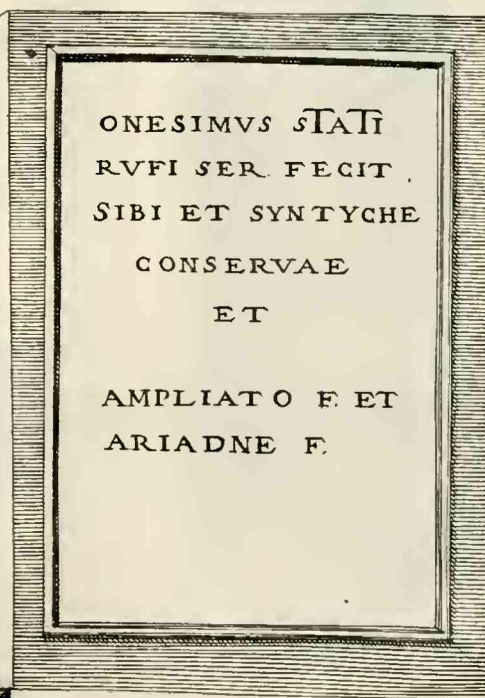 ONESIMVS STATI
RVFI SER. FECIT.
SIBI ET SYNTYCHE
CONSERVAE
ET
AMPLIATO F. ET
ARIADNE F.